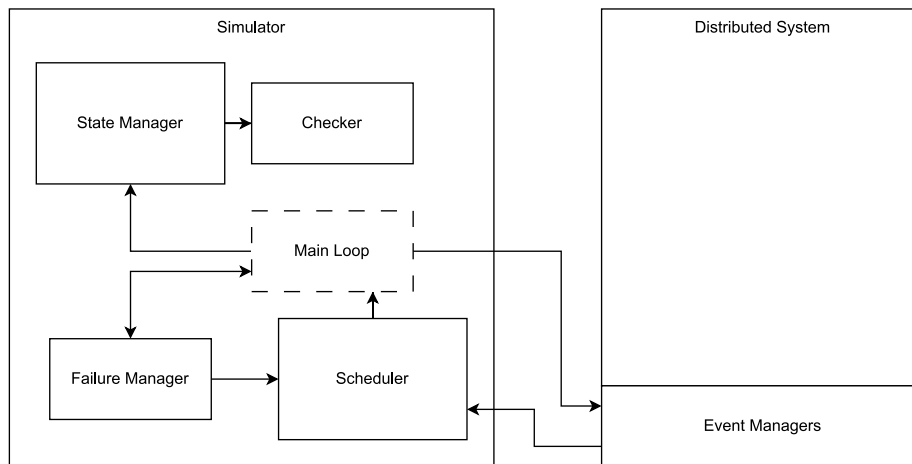 Simulator
Distributed System
State Manager
Checker
Main Loop
Failure Manager
Scheduler
Event Managers